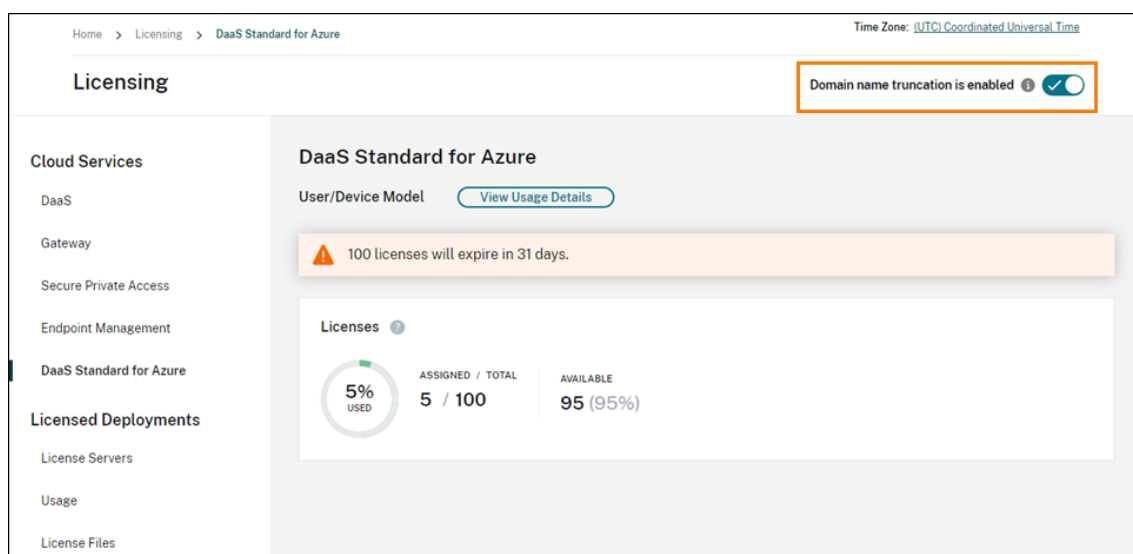 Home > Licensing > DaaS Standard for Azure
Time Zone: (UTC) Coordinated Universal Time
Licensing
Domain name truncation is enabled
Cloud Services
DaaS
Gateway
Secure Private Access
Endpoint Management
DaaS Standard for Azure
Licensed Deployments
License Servers
Usage
License Files
DaaS Standard for Azure
User/Device Model
View Usage Details
100 licenses will expire in 31 days.
Licenses
5%
USED
ASSIGNED / TOTAL
5 / 100
AVAILABLE
95 (95%)